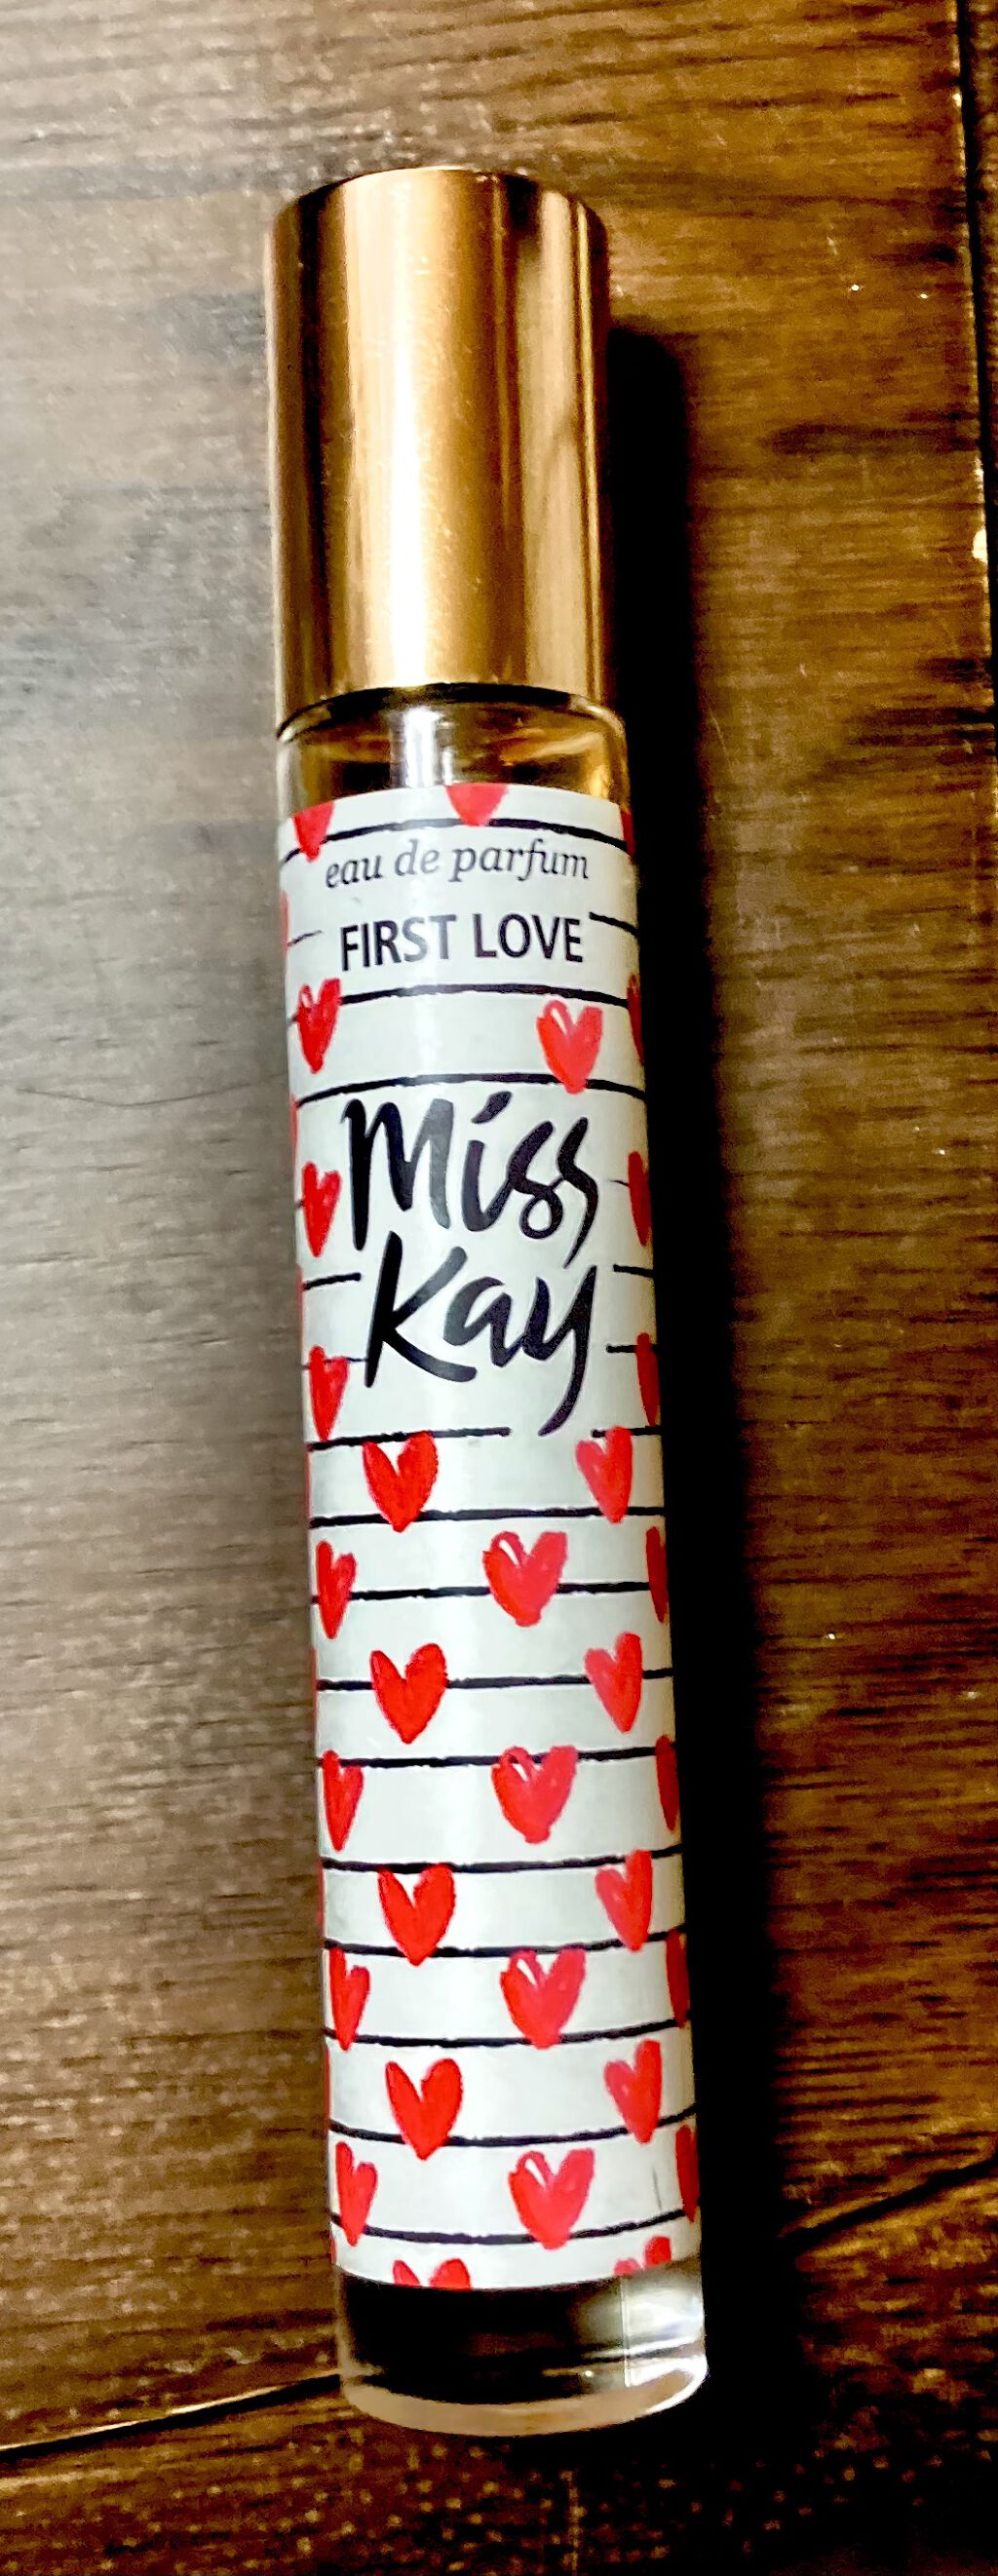 eau de parfum
FIRST LOVE
Miss
Kay